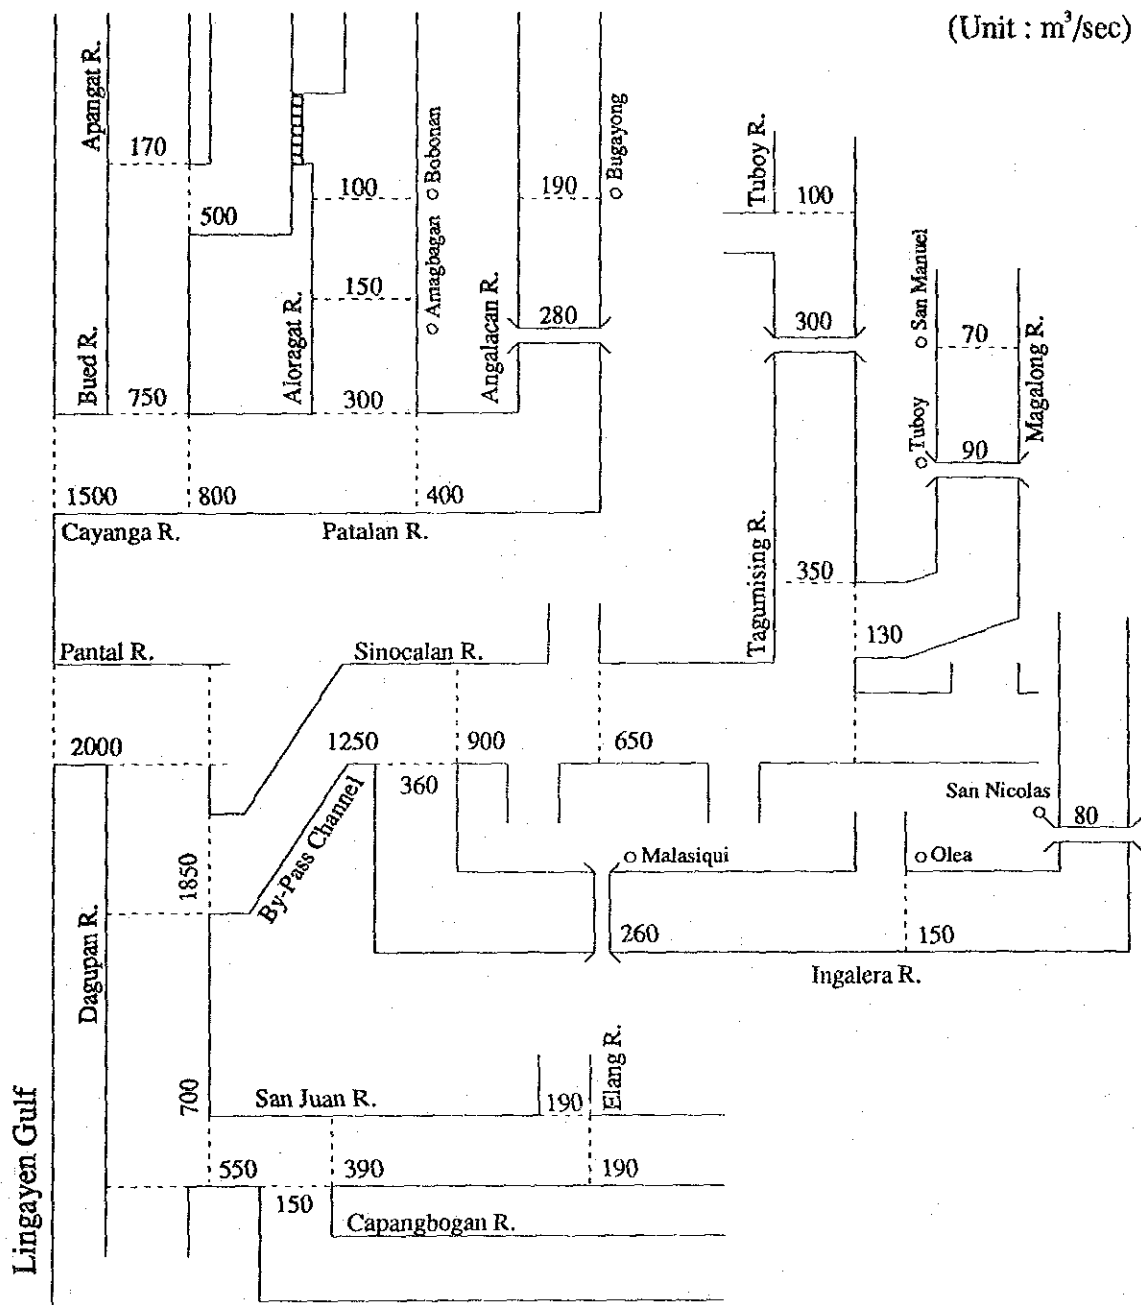 (Unit : m³/sec)
Apangat R.
170
500
100
Bobonan
190
Bugayong
Tuboy R.
100
Bued R.
Aloragat R.
150
Amagbagan
Angalacan R.
280
300
San Manuel
70
Magalong R.
750
300
Tuboy
90
1500
800
400
Cayanga R.
Patalan R.
Tagumising R.
350
130
Pantal R.
Sinocalan R.
2000
1250
900
650
360
San Nicolas
80
By-Pass Channel
1850
Malasiqui
Olea
Dagupan R.
260
150
Ingalera R.
700
San Juan R.
190
Elang R.
550
390
190
150
Capangbogan R.
Lingayen Gulf